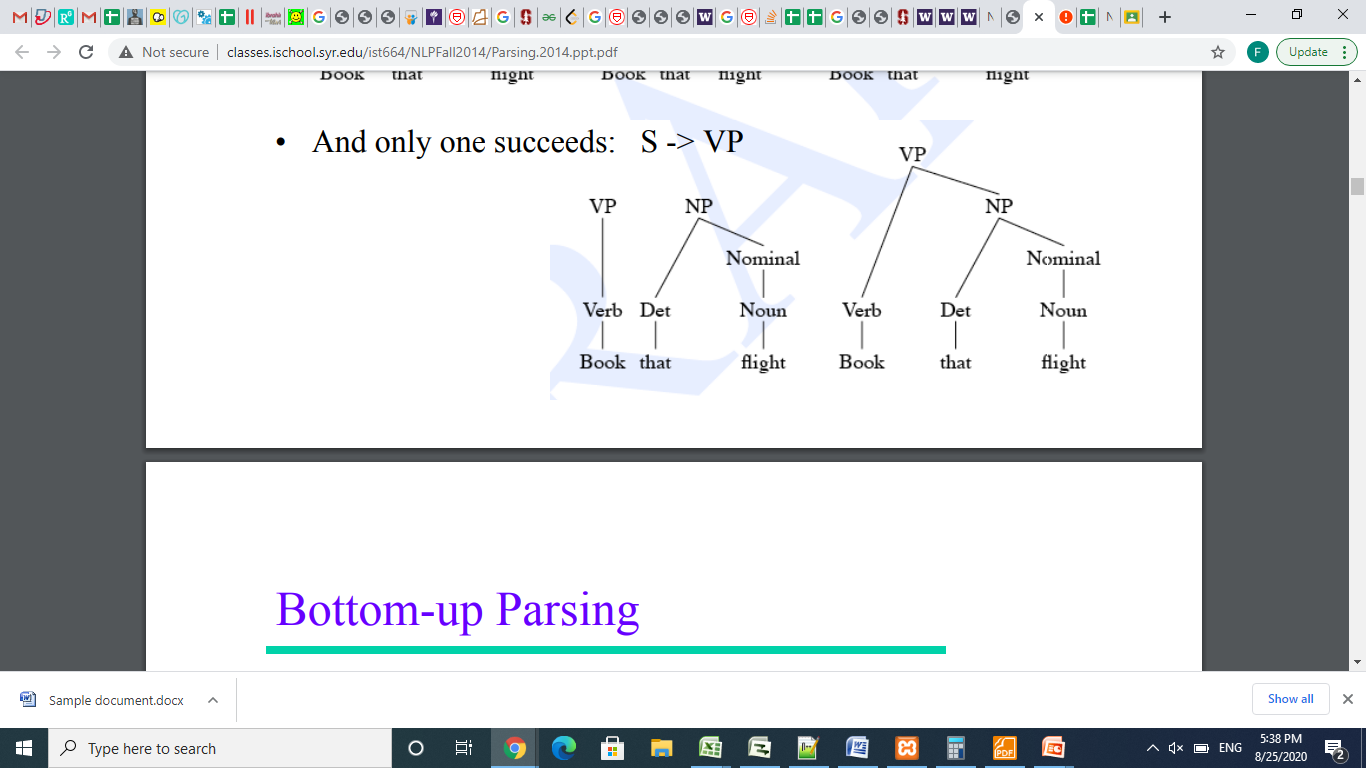 Not secure classes.ischool.syr.edu/ist664/NLPFall2014/Parsing.2014.ppt.pdf F Update
Book that flight Book that flight Book that flight
• And only one succeeds: S -> VP
VP
VP NP NP
Nominal Nominal
Verb Det Noun Verb Det Noun
Book that flight Book that flight
Bottom-up Parsing
Sample document.docx Show all
Type here to search ENG 5:38 PM
8/25/2020 2